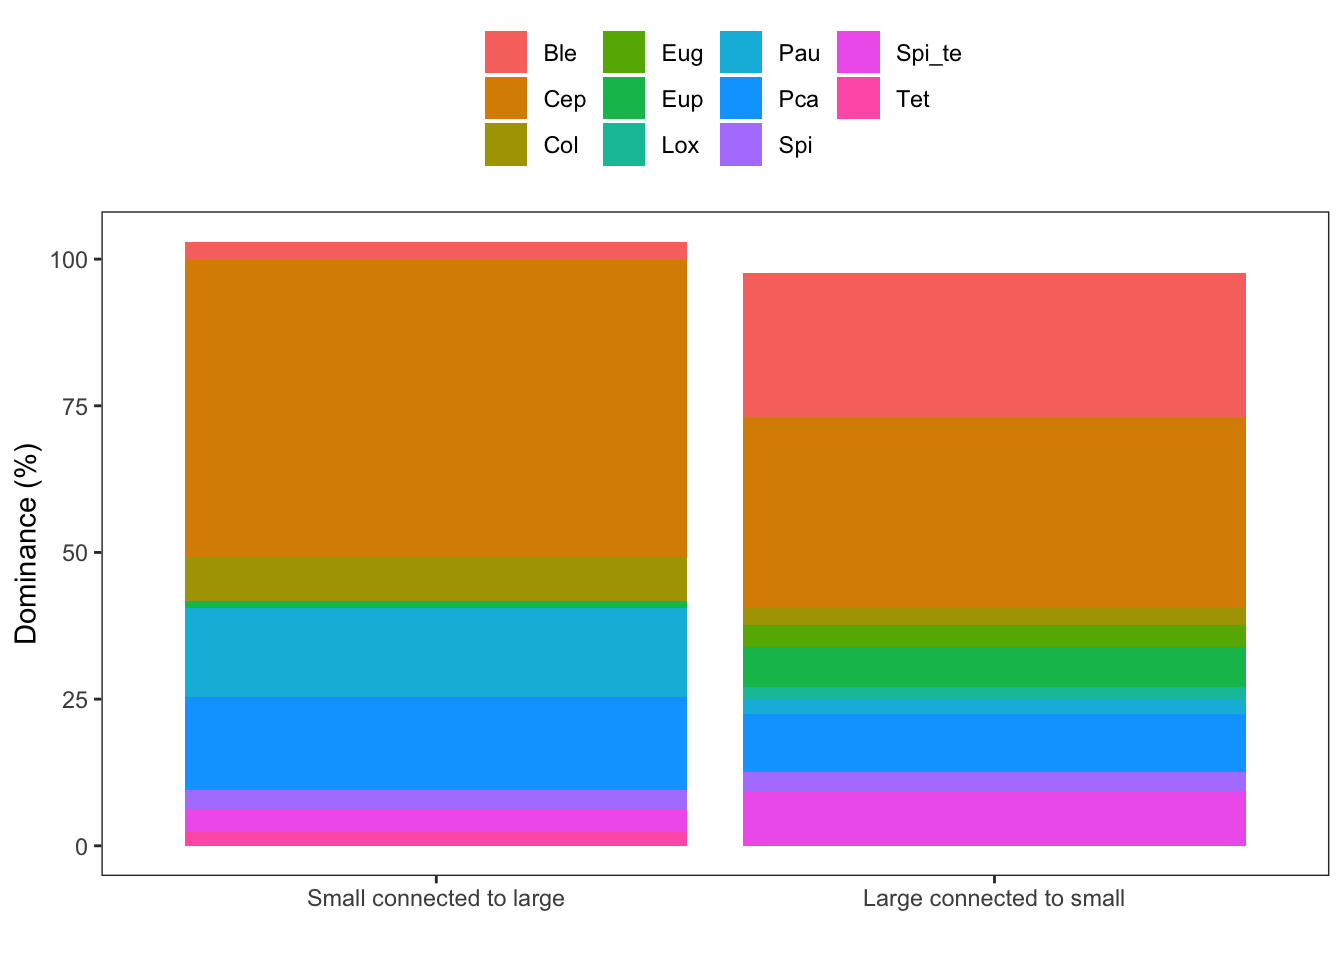 Ble Eug Pau Spi_te
Cep Eup Pca Tet
Col Lox Spi
Dominance (%)
100
75
50
25
0
Small connected to large
Large connected to small